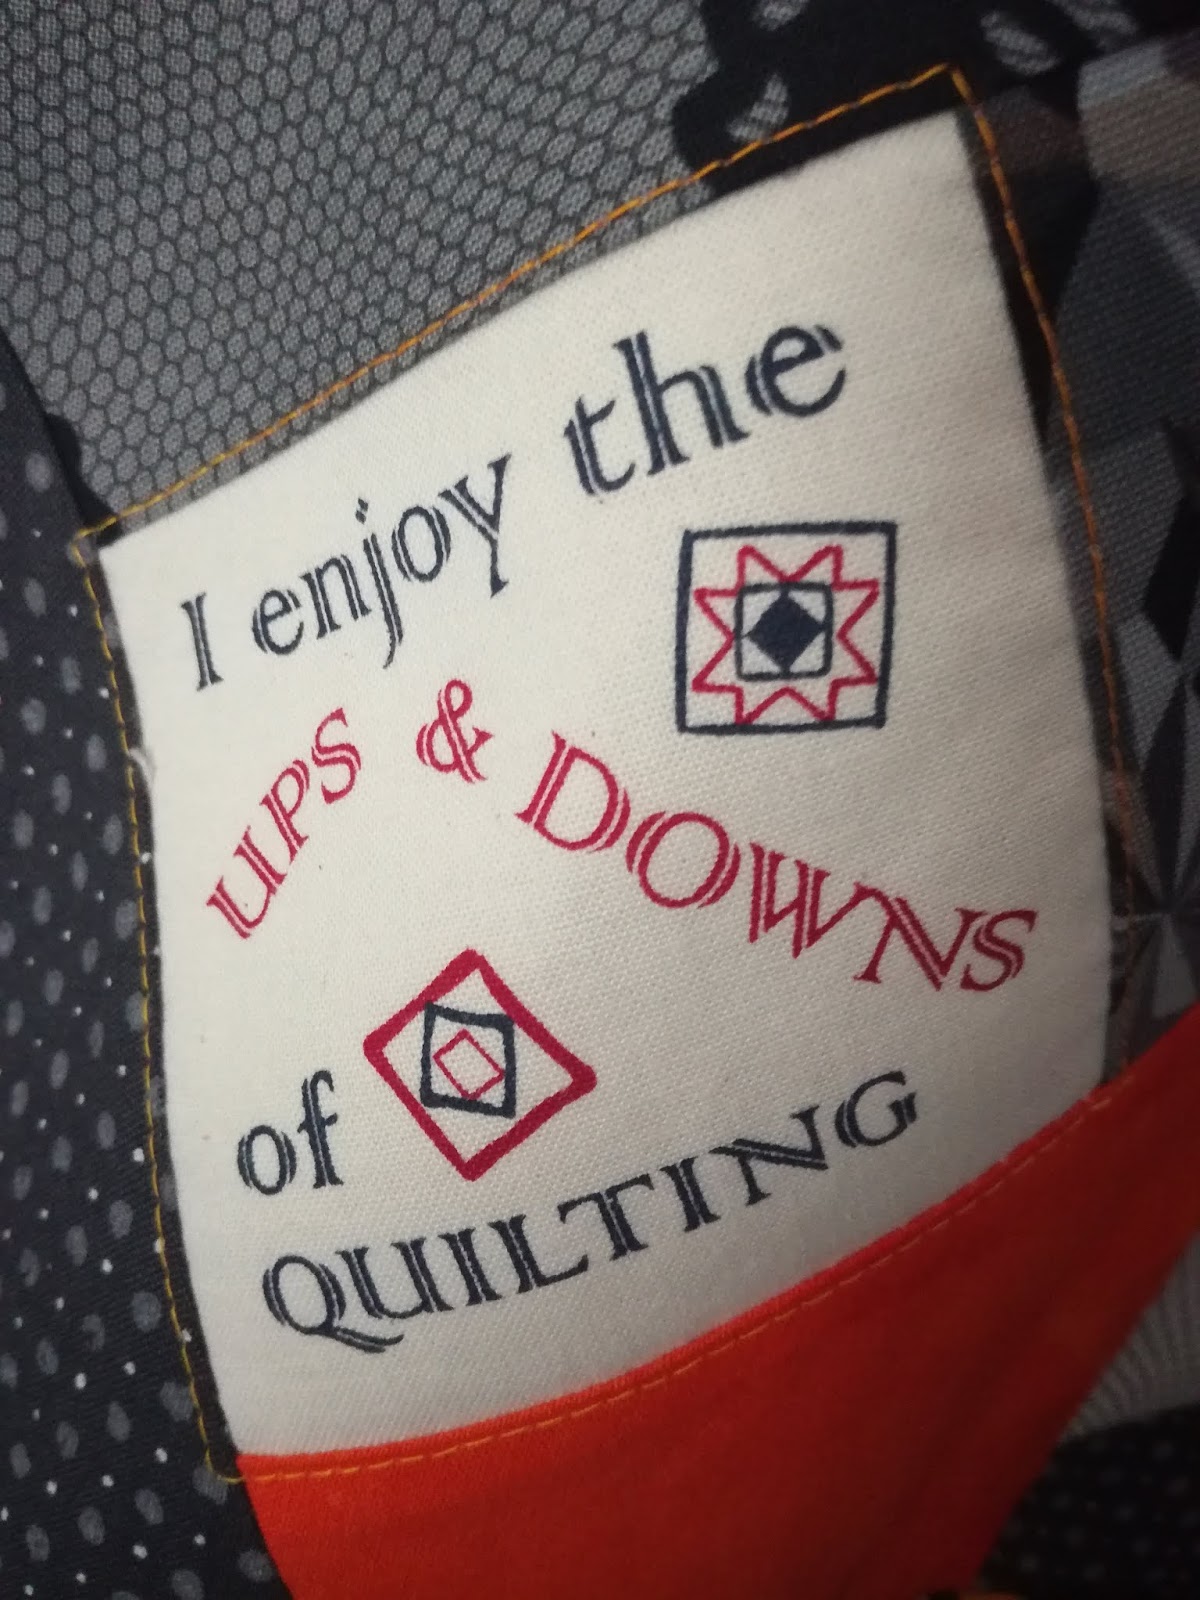 I enjoy the
UPS & DOWNS
of
QUILTING